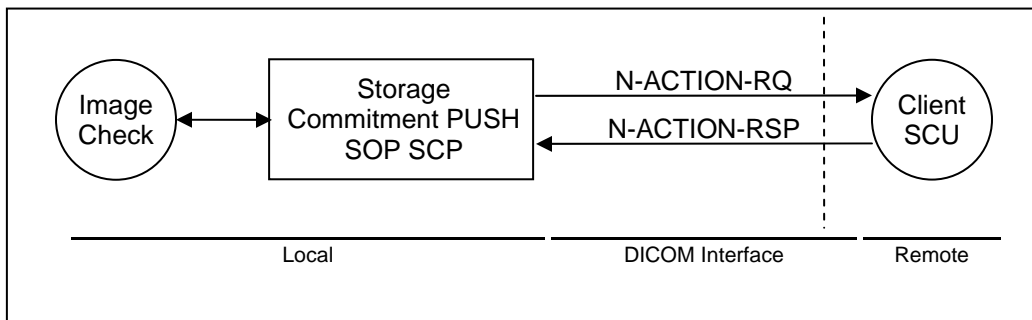 Image
Check
Storage
Commitment PUSH
SOP SCP
N-ACTION-RQ
N-ACTION-RSP
Client
SCU
Local
DICOM Interface
Remote